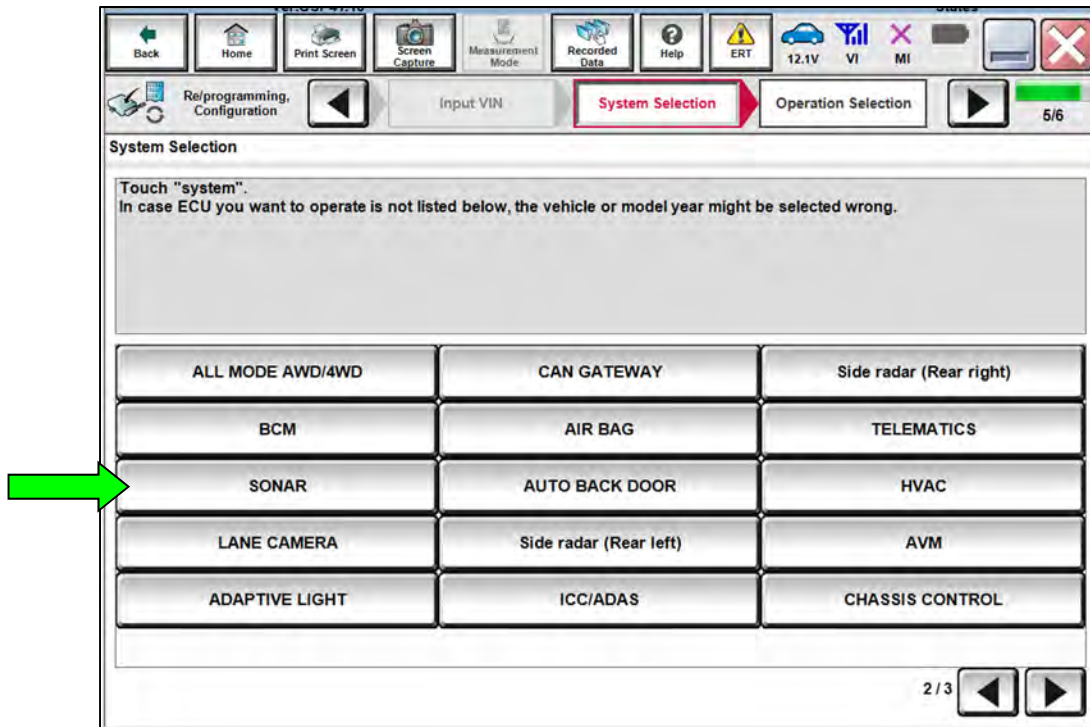 Back
Home
Print Screen
Screen Capture
Measurement Mode
Recorded Data
Help
ERT
12.1V
VI
MI
Re/programming, Configuration
Input VIN
System Selection
Operation Selection
5/6
System Selection
Touch "system".
In case ECU you want to operate is not listed below, the vehicle or model year might be selected wrong.
ALL MODE AWD/4WD
CAN GATEWAY
Side radar (Rear right)
BCM
AIR BAG
TELEMATICS
SONAR
AUTO BACK DOOR
HVAC
LANE CAMERA
Side radar (Rear left)
AVM
ADAPTIVE LIGHT
ICC/ADAS
CHASSIS CONTROL
2/3